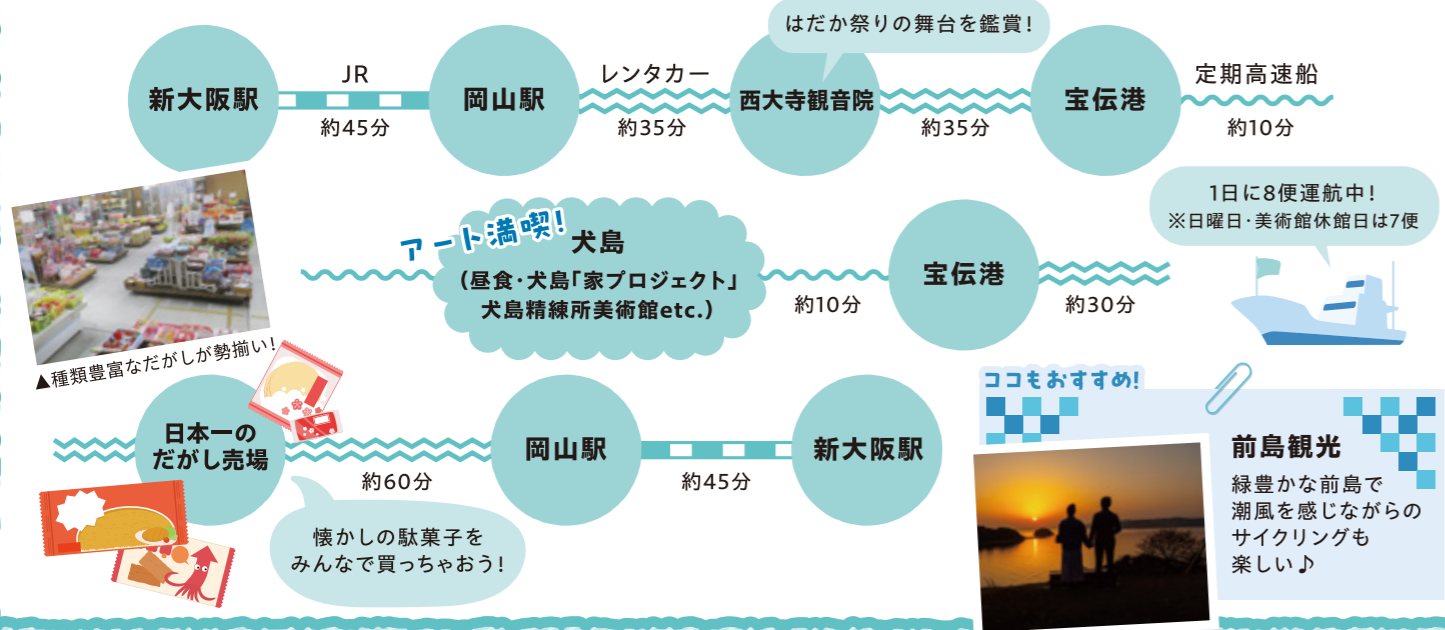 はだか祭りの舞台を鑑賞!
新大阪駅
JR
約45分
岡山駅
レンタカー
約35分
西大寺観音院
約35分
宝伝港
定期高速船
約10分
1日に8便運航中!
※日曜日・美術館休館日は7便
アート満喫!
犬島
(昼食・犬島「家プロジェクト」
犬島精練所美術館etc.)
約10分
宝伝港
約30分
▲種類豊富なだがしが勢揃い!
日本一の
だがし売場
約60分
岡山駅
約45分
新大阪駅
懐かしの駄菓子を
みんなで買っちゃおう!
ココもおすすめ!
前島観光
緑豊かな前島で
潮風を感じながらの
サイクリングも
楽しい♪